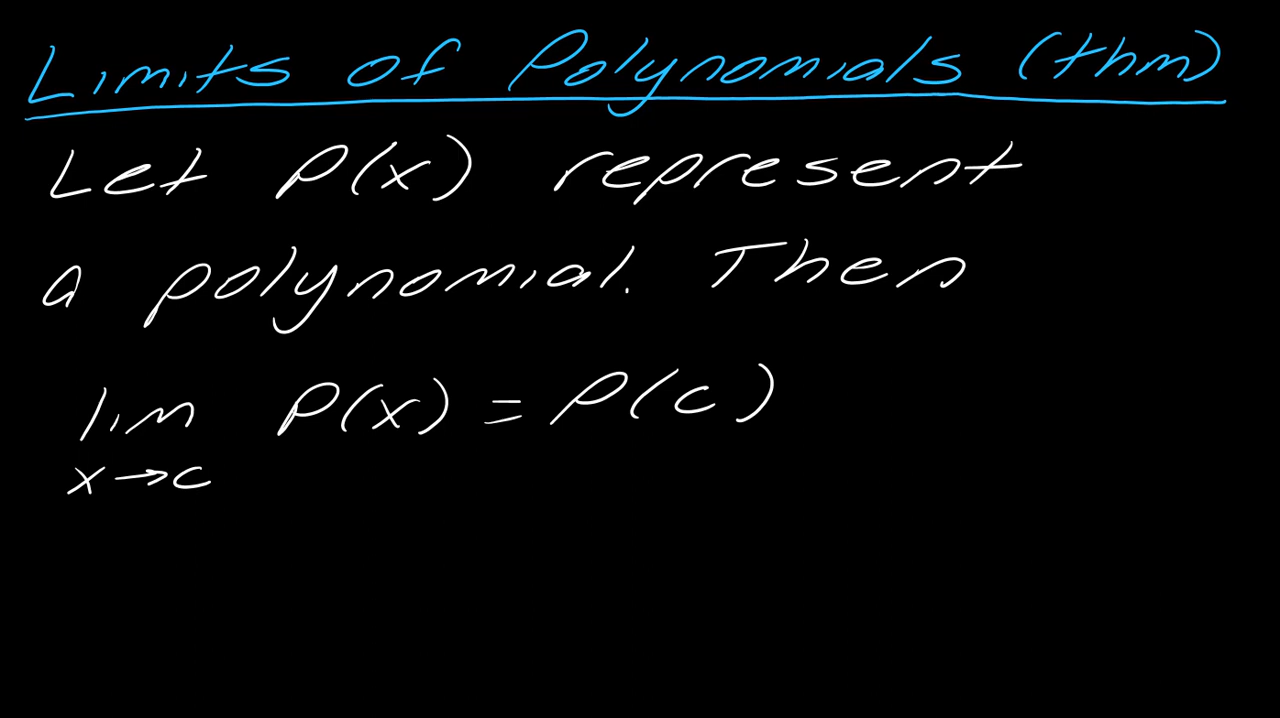 Limits of Polynomials (thm)
Let P(x) represent
a polynomial. Then
lim P(x) = P(c)
x→c